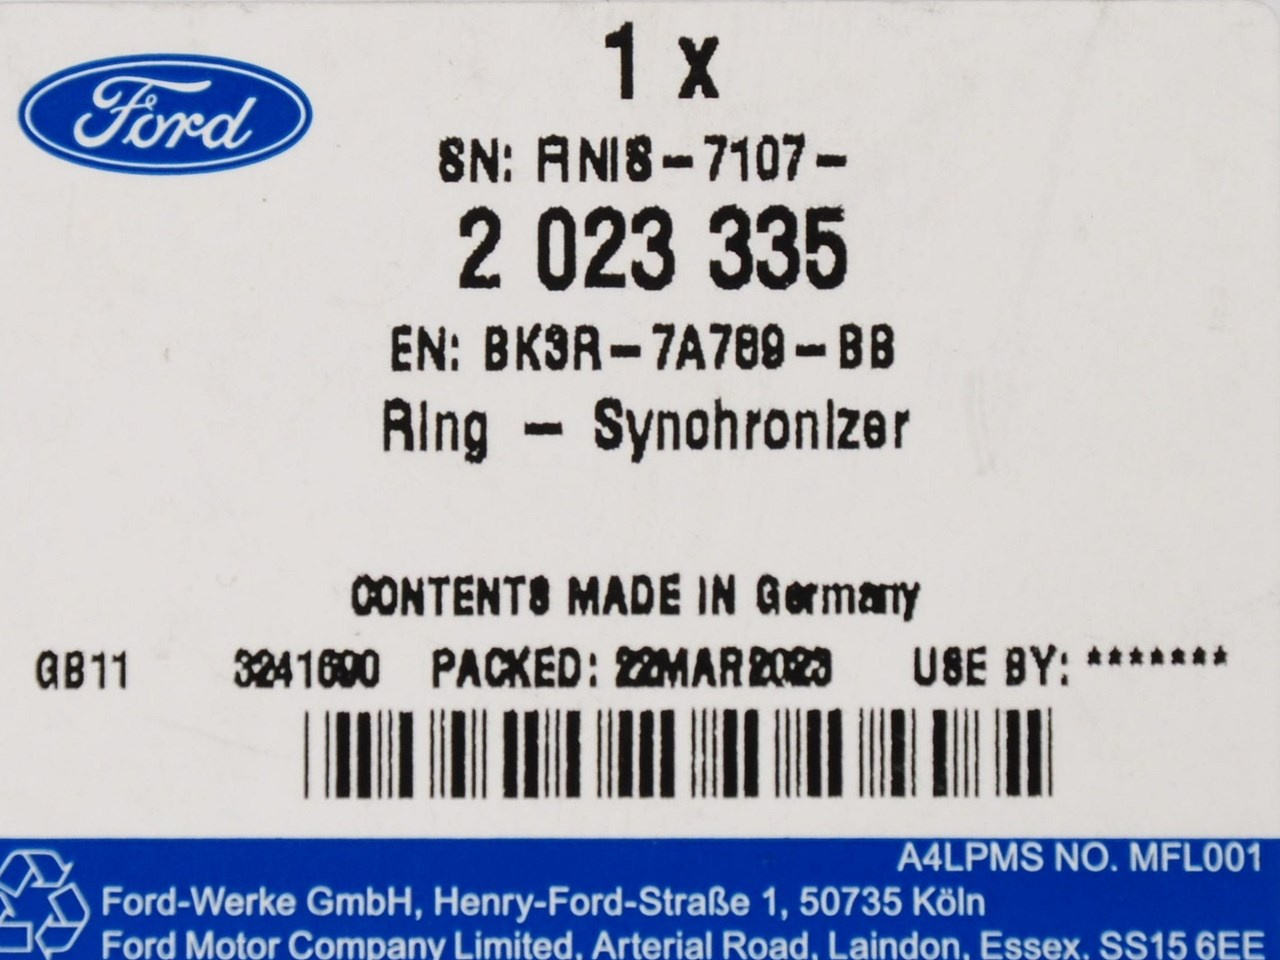 Ford
1 x
SN: RNIS-7107-
2 023 335
EN: BK3R-7A789-BB
Ring - Synchronizer
CONTENTS MADE IN Germany
GB11 3241690 PACKED: 22MAR2023 USE BY: *******
A4LPMS NO. MFL001
Ford-Werke GmbH, Henry-Ford-Straße 1, 50735 Köln
Ford Motor Company Limited, Arterial Road, Laindon, Essex, SS15 6EE